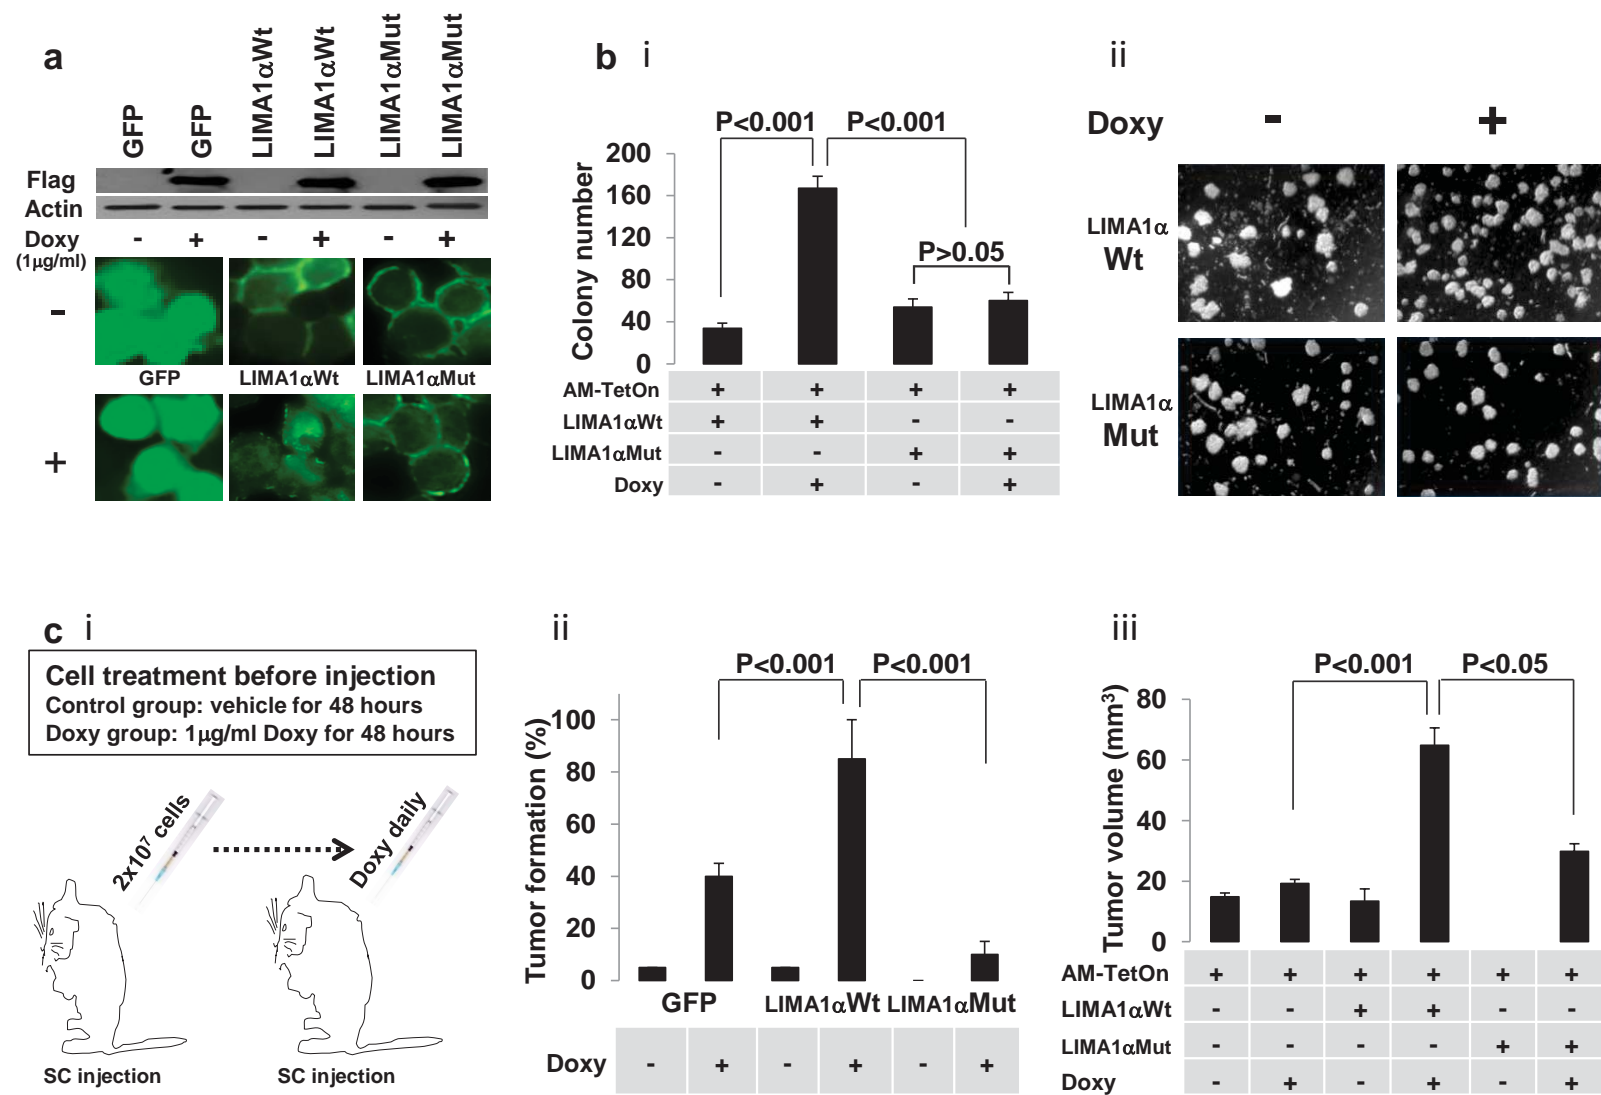 a
GFP
GFP
LIMA1αWt
LIMA1αWt
LIMA1αMut
LIMA1αMut
Flag
Actin
Doxy - + - + - +
(1μg/ml)
-
GFP LIMA1αWt LIMA1αMut
+
b i
P<0.001 P<0.001
P>0.05
Colony number
200
160
120
80
40
0
AM-TetOn + + + +
LIMA1αWt + + - -
LIMA1αMut - - + +
Doxy - + - +
ii
Doxy - +
LIMA1α
Wt
LIMA1α
Mut
c i
Cell treatment before injection
Control group: vehicle for 48 hours
Doxy group: 1μg/ml Doxy for 48 hours
2x10⁷ cells
Doxy daily
SC injection SC injection
ii
P<0.001 P<0.001
Tumor formation (%)
100
80
60
40
20
0
GFP LIMA1αWt LIMA1αMut
Doxy - + - + - +
iii
P<0.001 P<0.05
Tumor volume (mm³)
80
60
40
20
0
AM-TetOn + + + + + +
LIMA1αWt - - + + - -
LIMA1αMut - - - - + +
Doxy - + - + - +